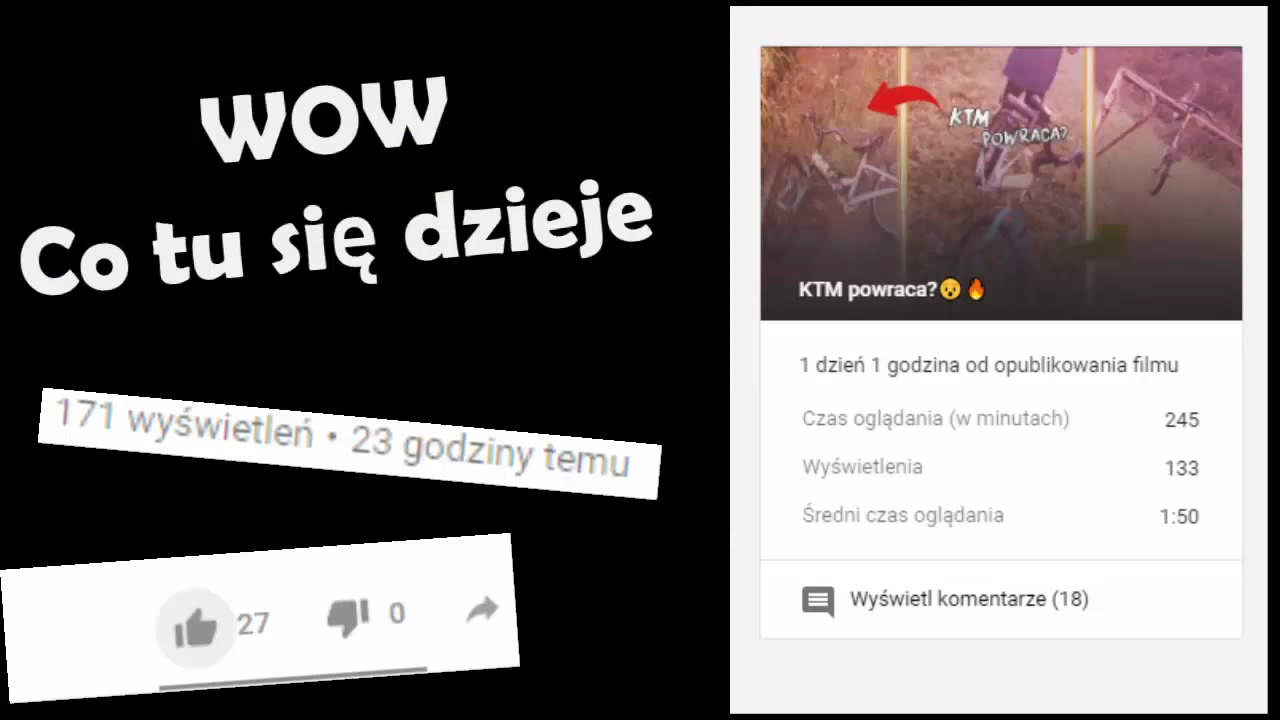 WOW
Co tu się dzieje
171 wyświetleń • 23 godziny temu
27 0
KTM
POWRACA?
KTM powraca?😯🔥
1 dzień 1 godzina od opublikowania filmu
Czas oglądania (w minutach) 245
Wyświetlenia 133
Średni czas oglądania 1:50
Wyświetl komentarze (18)